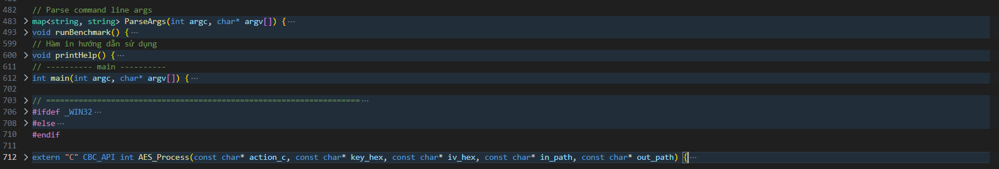 482 // Parse command line args
483 > map<string, string> ParseArgs(int argc, char* argv[]) { ···
493 > void runBenchmark() { ···
599 // Hàm in hướng dẫn sử dụng
600 > void printHelp() { ···
611 // ---------- main ----------
612 > int main(int argc, char* argv[]) { ···
702
703 > // ==================================================================== ···
706 > #ifdef _WIN32 ···
708 > #else ···
710 #endif
711
712 > extern "C" CBC_API int AES_Process(const char* action_c, const char* key_hex, const char* iv_hex, const char* in_path, const char* out_path) { ···